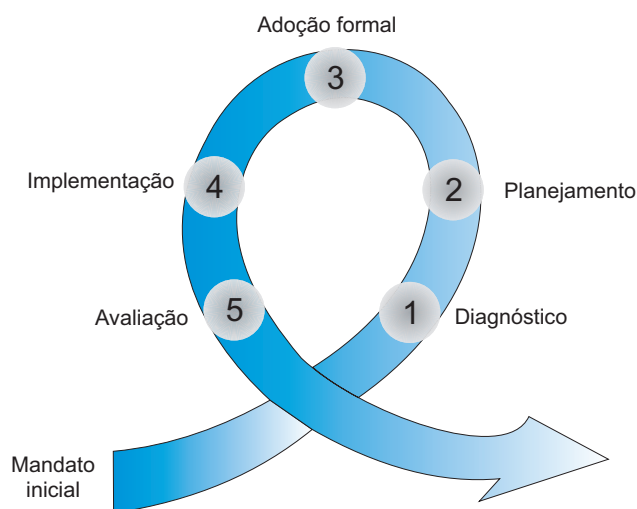 Adoção formal
3
Implementação
4
2
Planejamento
Avaliação
5
1
Diagnóstico
Mandato
inicial